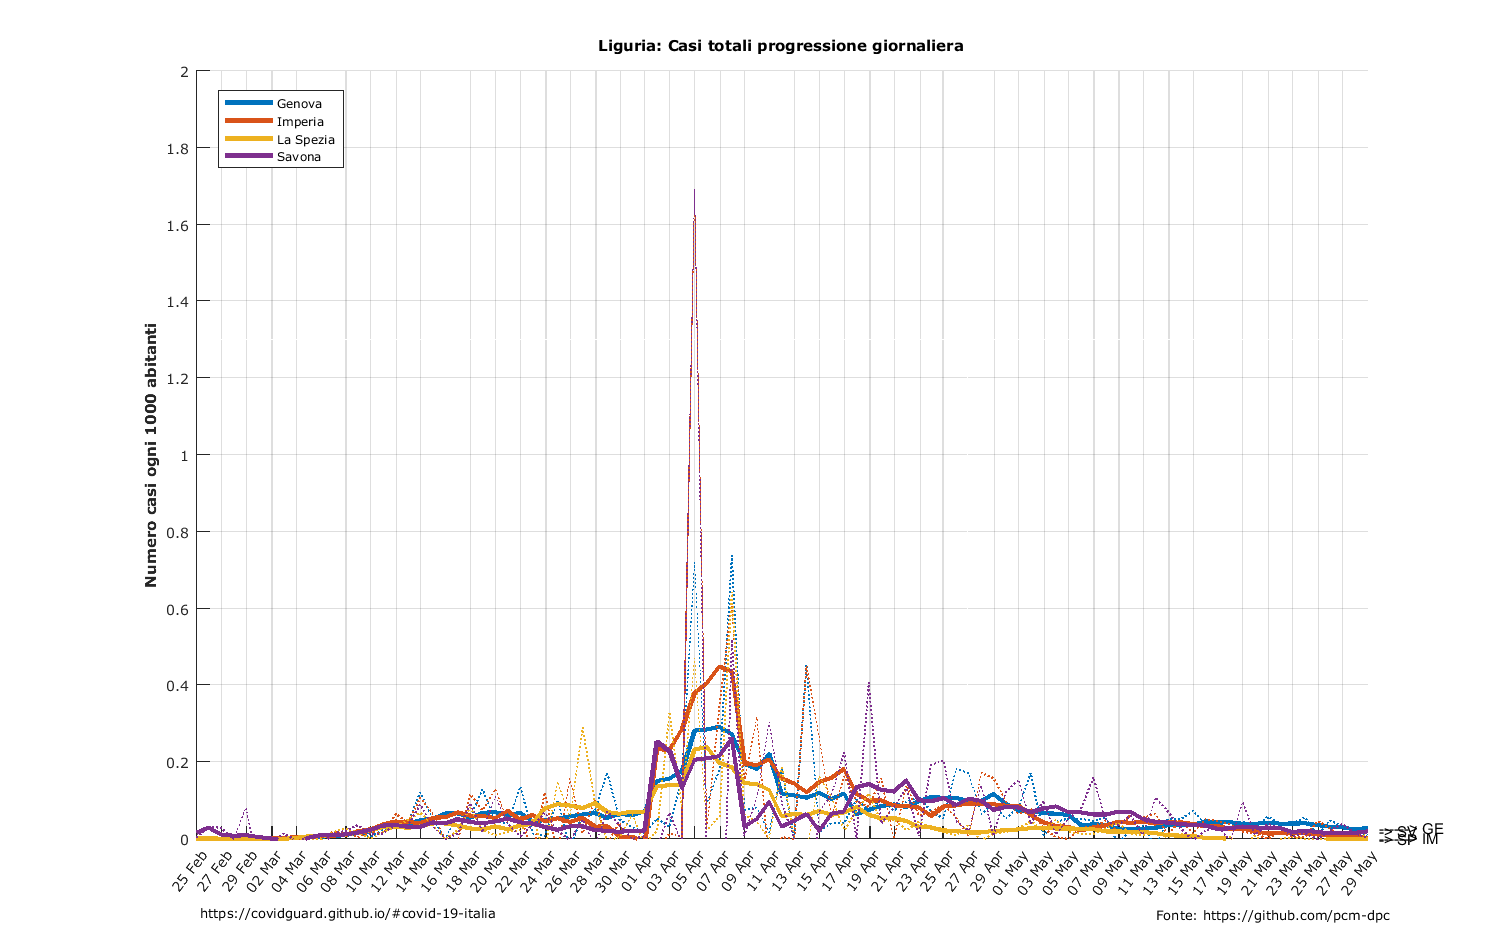 Liguria: Casi totali progressione giornaliera
Numero casi ogni 1000 abitanti
2
1.8
1.6
1.4
1.2
1
0.8
0.6
0.4
0.2
0
Genova
Imperia
La Spezia
Savona
25 Feb
27 Feb
29 Feb
02 Mar
04 Mar
06 Mar
08 Mar
10 Mar
12 Mar
14 Mar
16 Mar
18 Mar
20 Mar
22 Mar
24 Mar
26 Mar
28 Mar
30 Mar
01 Apr
03 Apr
05 Apr
07 Apr
09 Apr
11 Apr
13 Apr
15 Apr
17 Apr
19 Apr
21 Apr
23 Apr
25 Apr
27 Apr
29 Apr
01 May
03 May
05 May
07 May
09 May
11 May
13 May
15 May
17 May
19 May
21 May
23 May
25 May
27 May
29 May
GE
SV
IM
SP
https://covidguard.github.io/#covid-19-italia
Fonte: https://github.com/pcm-dpc